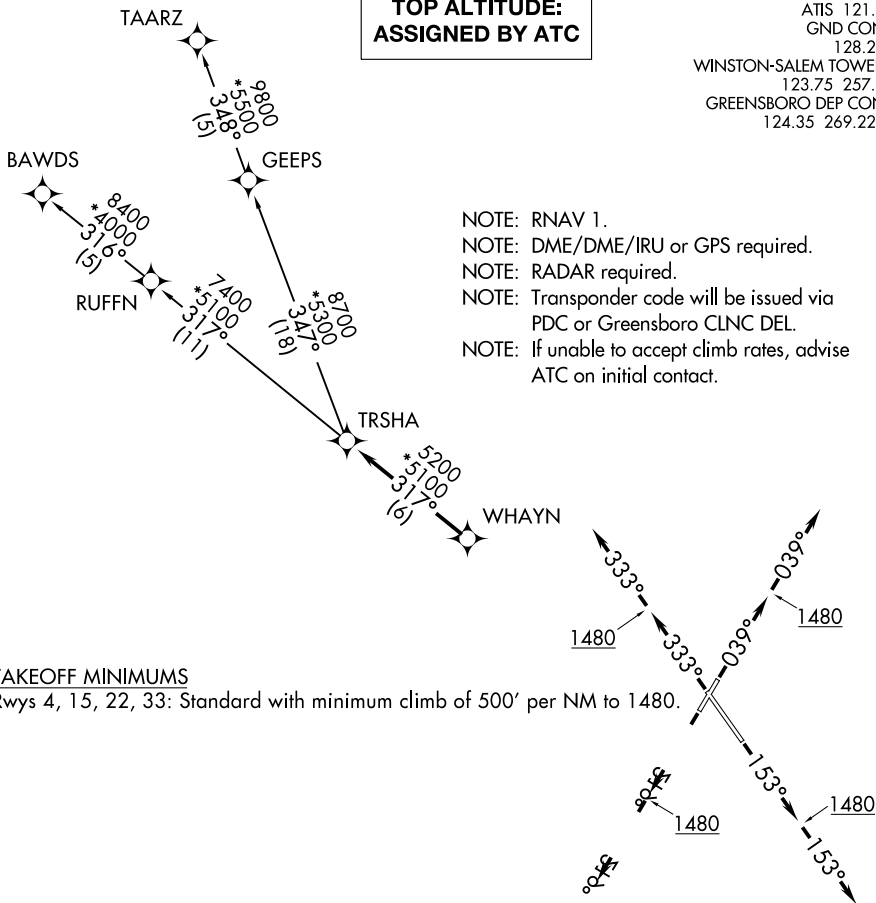 TOP ALTITUDE:
ASSIGNED BY ATC
ATIS 121.
GND CON
128.2
WINSTON-SALEM TOWE
123.75 257.
GREENSBORO DEP CON
124.35 269.22
TAARZ
9800
*5500
348°
(5)
GEEPS
BAWDS
8400
*4000
316°
(5)
RUFFN
7400
*5100
317°
(11)
8700
*5300
347°
(18)
NOTE: RNAV 1.
NOTE: DME/DME/IRU or GPS required.
NOTE: RADAR required.
NOTE: Transponder code will be issued via
PDC or Greensboro CLNC DEL.
NOTE: If unable to accept climb rates, advise
ATC on initial contact.
TRSHA
5200
*5100
317°
(6)
WHAYN
333°
1480
333°
039°
1480
039°
TAKEOFF MINIMUMS
Rwys 4, 15, 22, 33: Standard with minimum climb of 500' per NM to 1480.
153°
1480
153°
1480